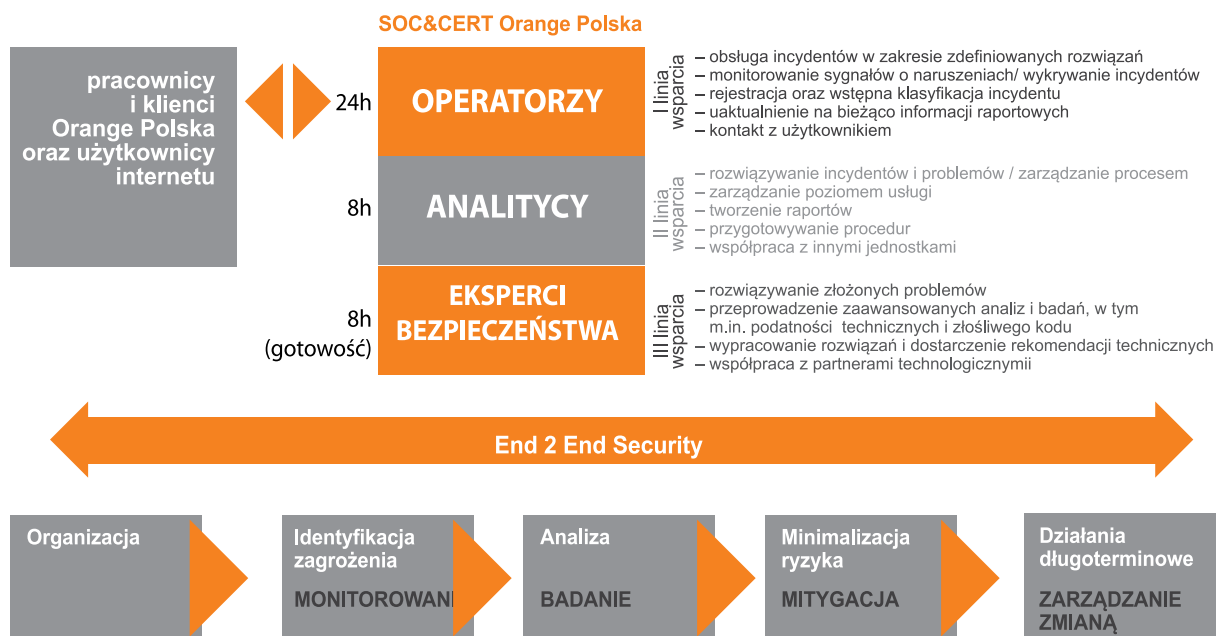 SOC&CERT Orange Polska
pracownicy
i klienci
Orange Polska
oraz użytkownicy
internetu
24h
OPERATORZY
I linia
wsparcia
– obsługa incydentów w zakresie zdefiniowanych rozwiązań
– monitorowanie sygnałów o naruszeniach/ wykrywanie incydentów
– rejestracja oraz wstępna klasyfikacja incydentu
– uaktualnienie na bieżąco informacji raportowych
– kontakt z użytkownikiem
8h
ANALITYCY
II linia
wsparcia
– rozwiązywanie incydentów i problemów / zarządzanie procesem
– zarządzanie poziomem usługi
– tworzenie raportów
– przygotowywanie procedur
– współpraca z innymi jednostkami
8h
(gotowość)
EKSPERCI
BEZPIECZEŃSTWA
III linia
wsparcia
– rozwiązywanie złożonych problemów
– przeprowadzenie zaawansowanych analiz i badań, w tym
m.in. podatności technicznych i złośliwego kodu
– wypracowanie rozwiązań i dostarczenie rekomendacji technicznych
– współpraca z partnerami technologicznymii
End 2 End Security
Organizacja
Identyfikacja
zagrożenia
MONITOROWANI
Analiza
BADANIE
Minimalizacja
ryzyka
MITYGACJA
Działania
długoterminowe
ZARZĄDZANIE
ZMIANĄ